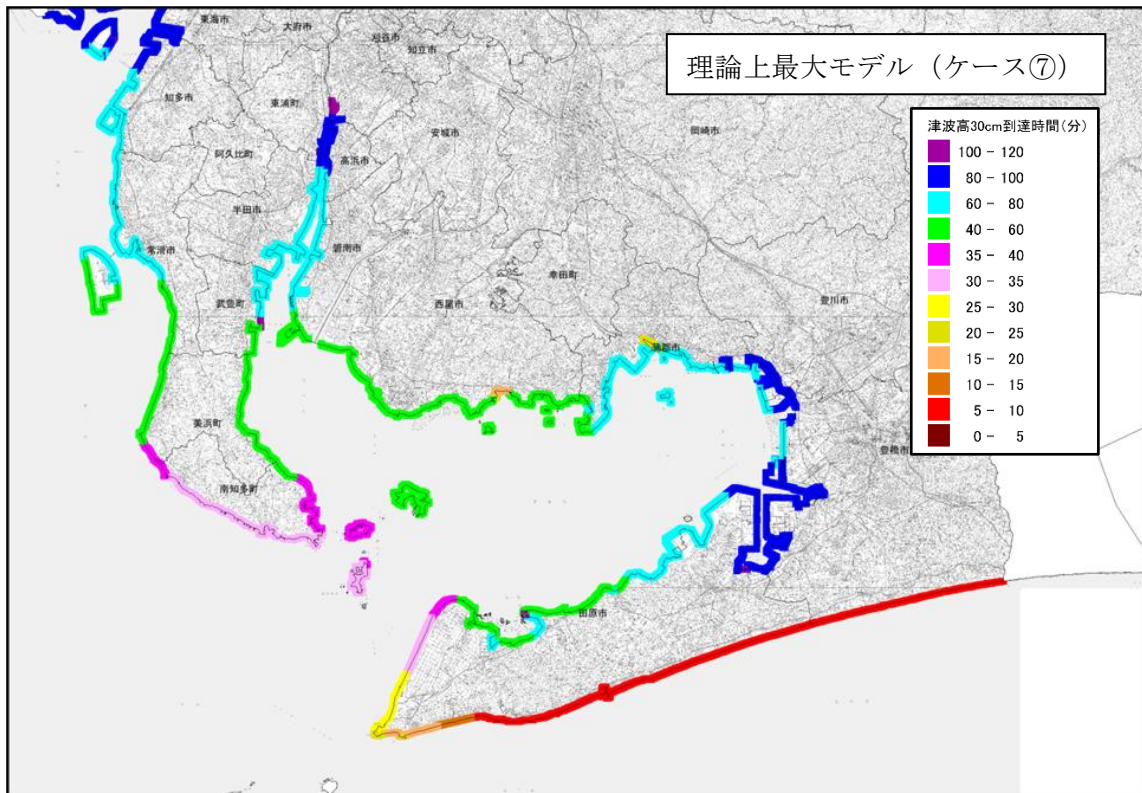 理論上最大モデル（ケース⑦）
津波高30cm到達時間(分)
100 - 120
80 - 100
60 - 80
40 - 60
35 - 40
30 - 35
25 - 30
20 - 25
15 - 20
10 - 15
5 - 10
0 - 5
東海市
大府市
刈谷市
知立市
知多市
東浦町
安城市
岡崎市
阿久比町
高浜市
半田市
常滑市
碧南市
幸田町
武豊町
西尾市
豊川市
蒲郡市
美浜町
豊橋市
南知多町
田原市